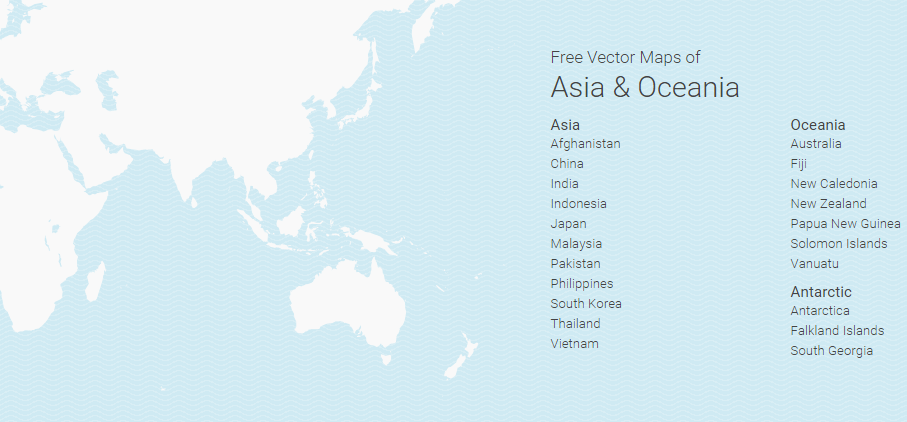 Free Vector Maps of
Asia & Oceania
Asia
Afghanistan
China
India
Indonesia
Japan
Malaysia
Pakistan
Philippines
South Korea
Thailand
Vietnam
Oceania
Australia
Fiji
New Caledonia
New Zealand
Papua New Guinea
Solomon Islands
Vanuatu
Antarctic
Antarctica
Falkland Islands
South Georgia